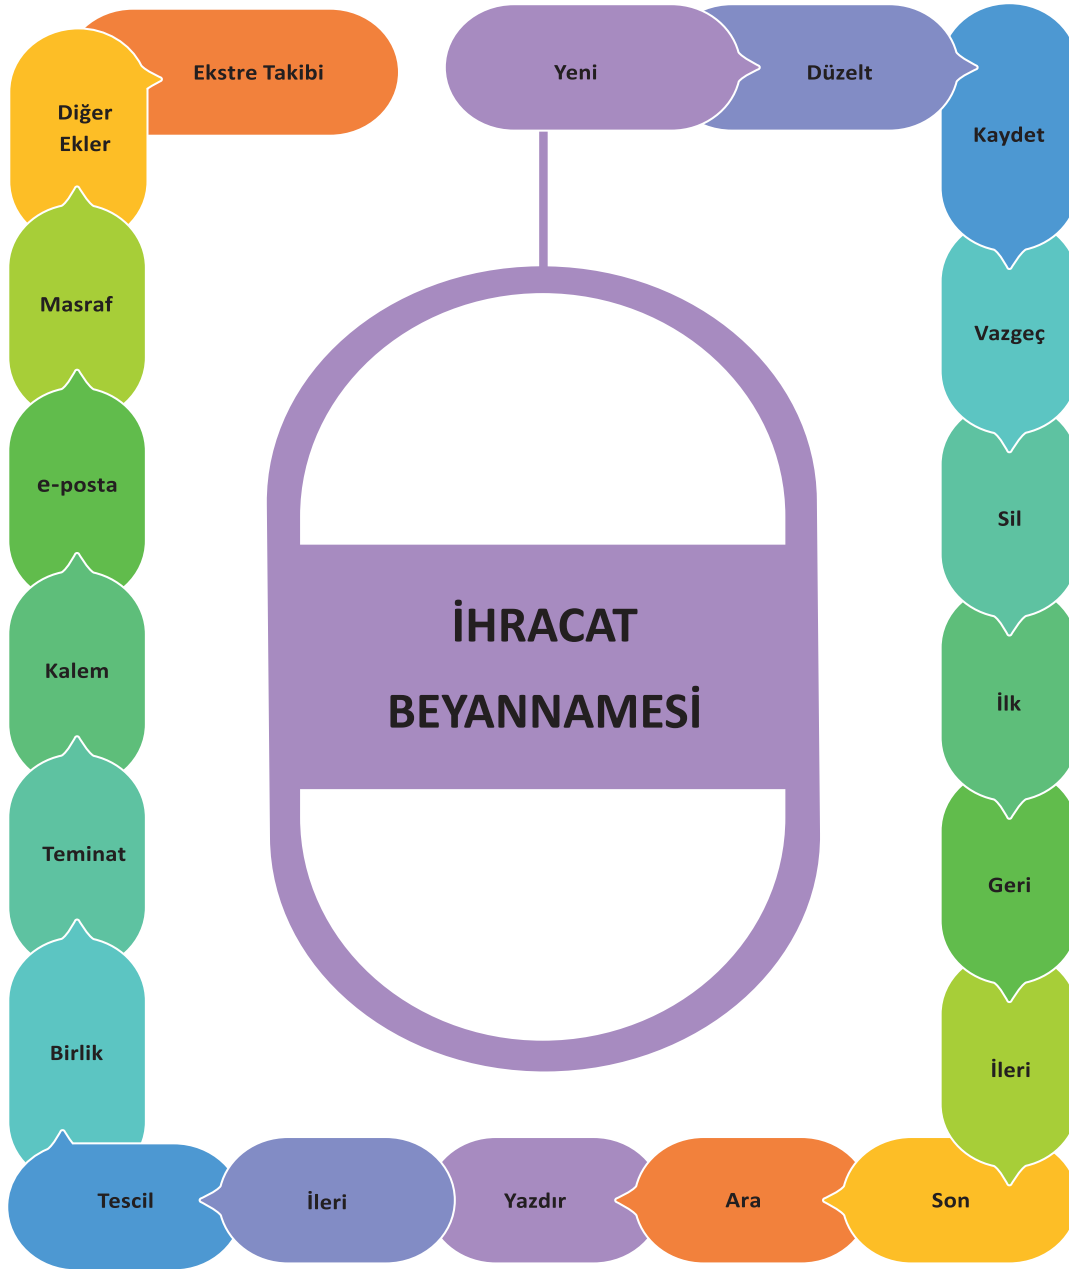 Yeni
Düzelt
Kaydet
Vazgeç
Sil
İlk
Geri
İleri
Son
Ara
Yazdır
İleri
Tescil
Birlik
Teminat
Kalem
e-posta
Masraf
Diğer
Ekler
Ekstre Takibi
İHRACAT
BEYANNAMESİ